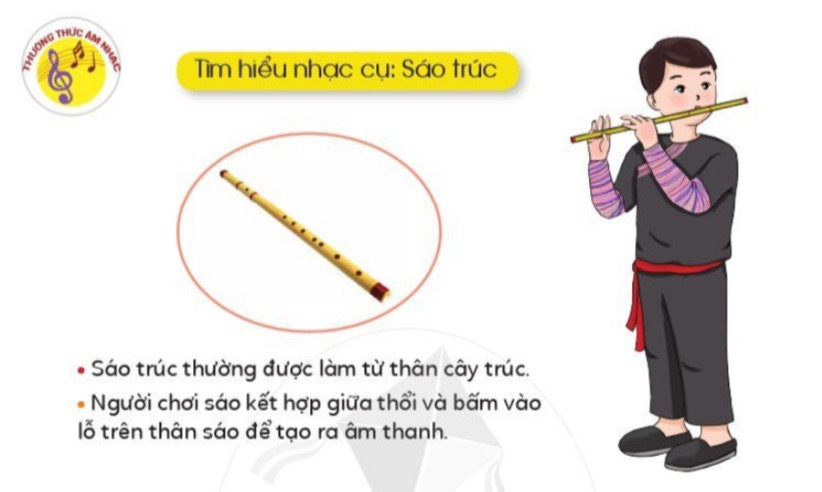 THƯỜNG THỨC ÂM NHẠC
Tìm hiểu nhạc cụ: Sáo trúc
• Sáo trúc thường được làm từ thân cây trúc.
• Người chơi sáo kết hợp giữa thổi và bấm vào
lỗ trên thân sáo để tạo ra âm thanh.